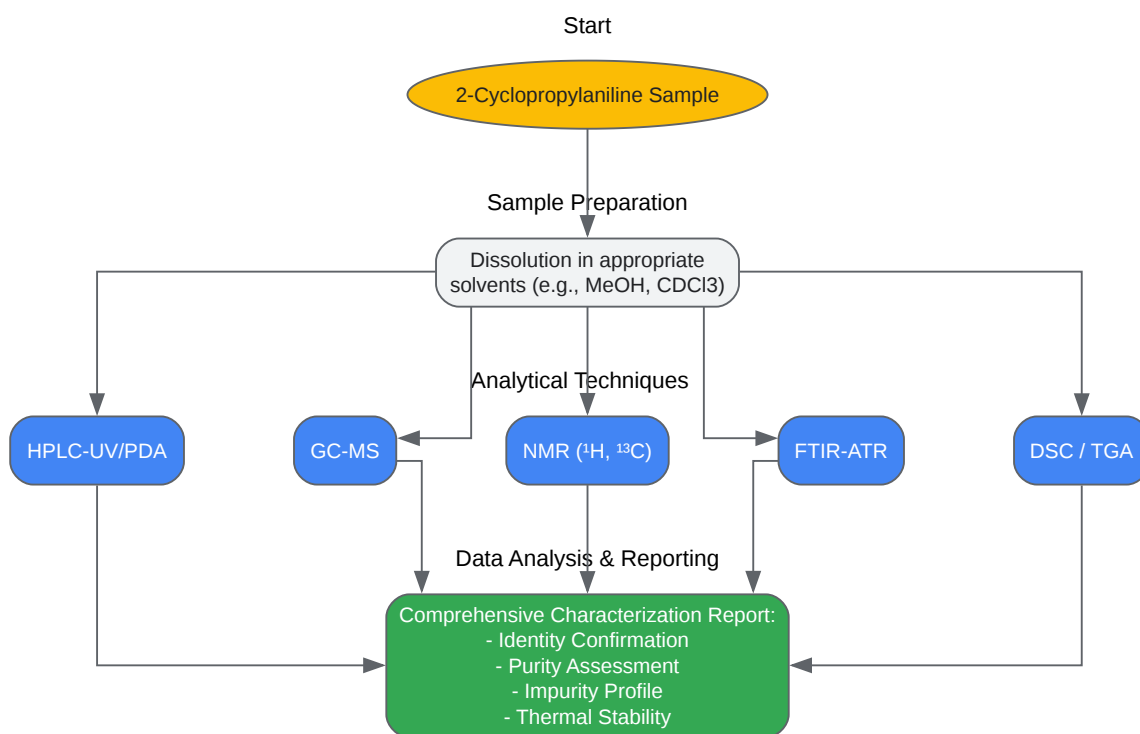 Start
2-Cyclopropylaniline Sample
Sample Preparation
Dissolution in appropriate
solvents (e.g., MeOH, CDCl3)
Analytical Techniques
HPLC-UV/PDA
GC-MS
NMR (¹H, ¹³C)
FTIR-ATR
DSC / TGA
Data Analysis & Reporting
Comprehensive Characterization Report:
- Identity Confirmation
- Purity Assessment
- Impurity Profile
- Thermal Stability